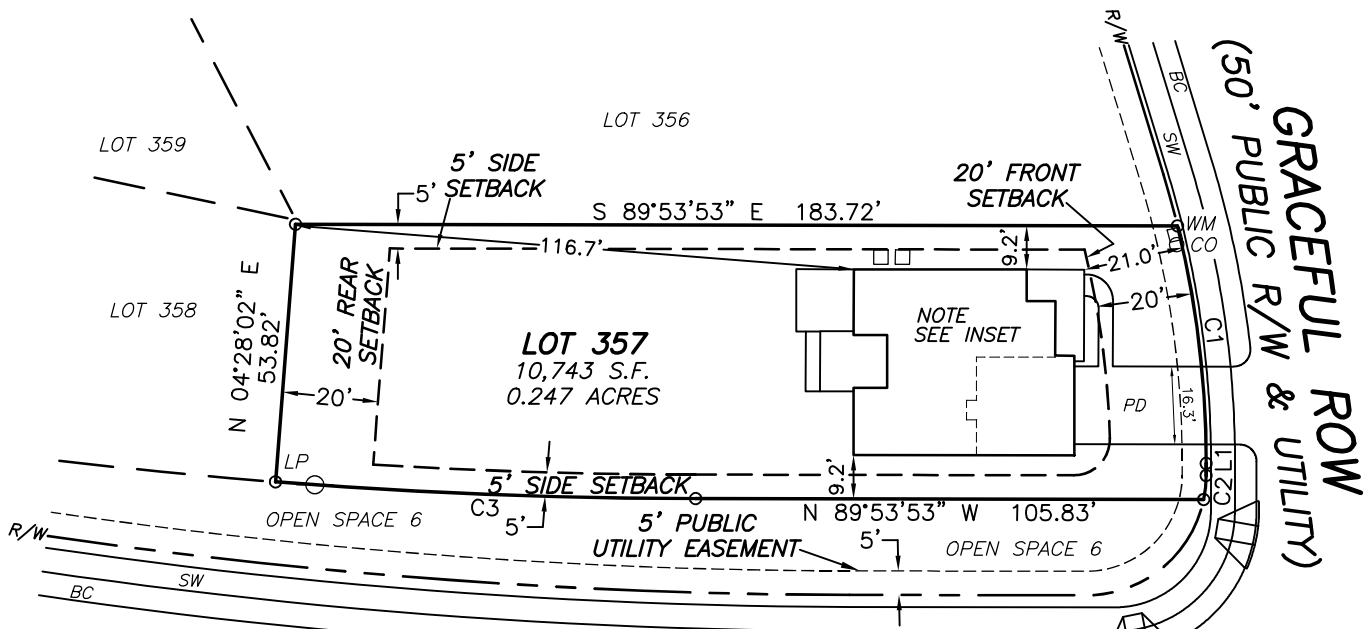 R/W
BC
SW
GRACEFUL ROW
(50' PUBLIC R/W & UTILITY)
LOT 359
LOT 356
5' SIDE
SETBACK
5'
20' FRONT
SETBACK
S 89°53'53" E 183.72'
WM
CO
116.7'
9.2'
21.0'
20'
LOT 358
N 04°28'02" E
53.82'
20' REAR
SETBACK
20'
LOT 357
10,743 S.F.
0.247 ACRES
NOTE
SEE INSET
C1
PD
16.3'
LP
5' SIDE SETBACK
C3
5'
9.2'
L1
C2
N 89°53'53" W 105.83'
OPEN SPACE 6
5' PUBLIC
UTILITY EASEMENT
5'
OPEN SPACE 6
R/W
SW
BC